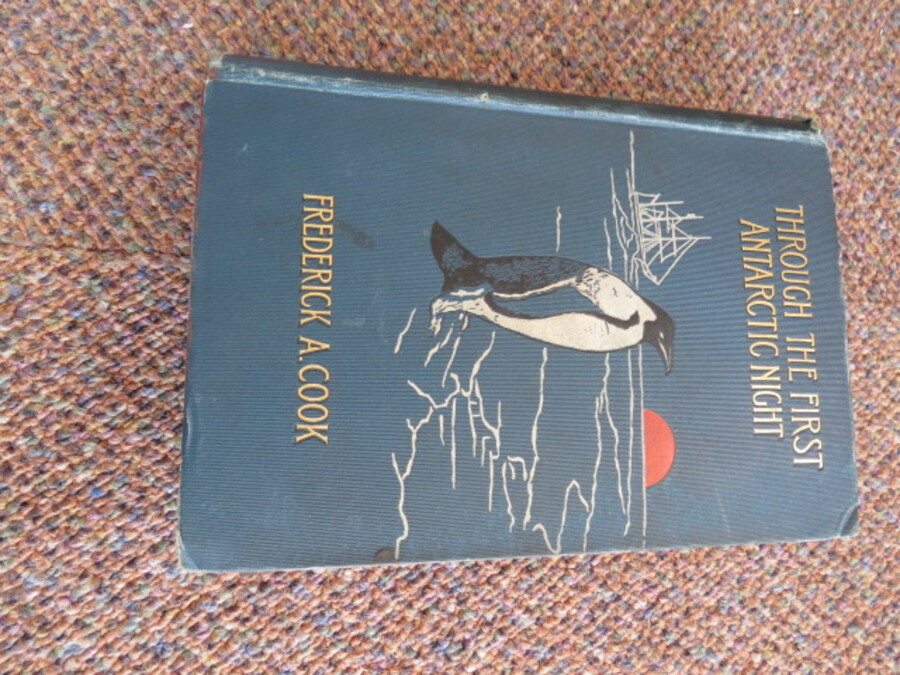 THROUGH THE FIRST
ANTARCTIC NIGHT
FREDERICK A. COOK